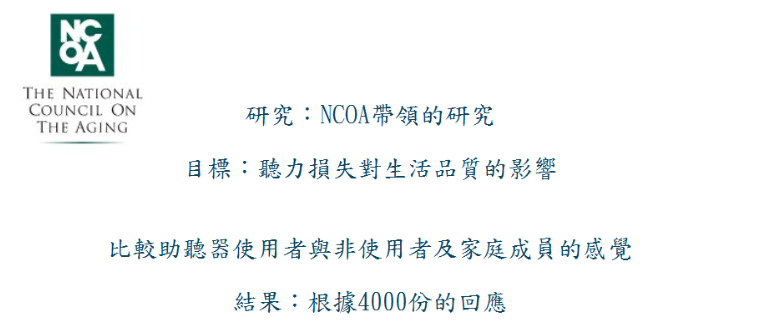 NCOA
THE NATIONAL
COUNCIL ON
THE AGING
研究：NCOA帶領的研究
目標：聽力損失對生活品質的影響
比較助聽器使用者與非使用者及家庭成員的感覺
結果：根據4000份的回應